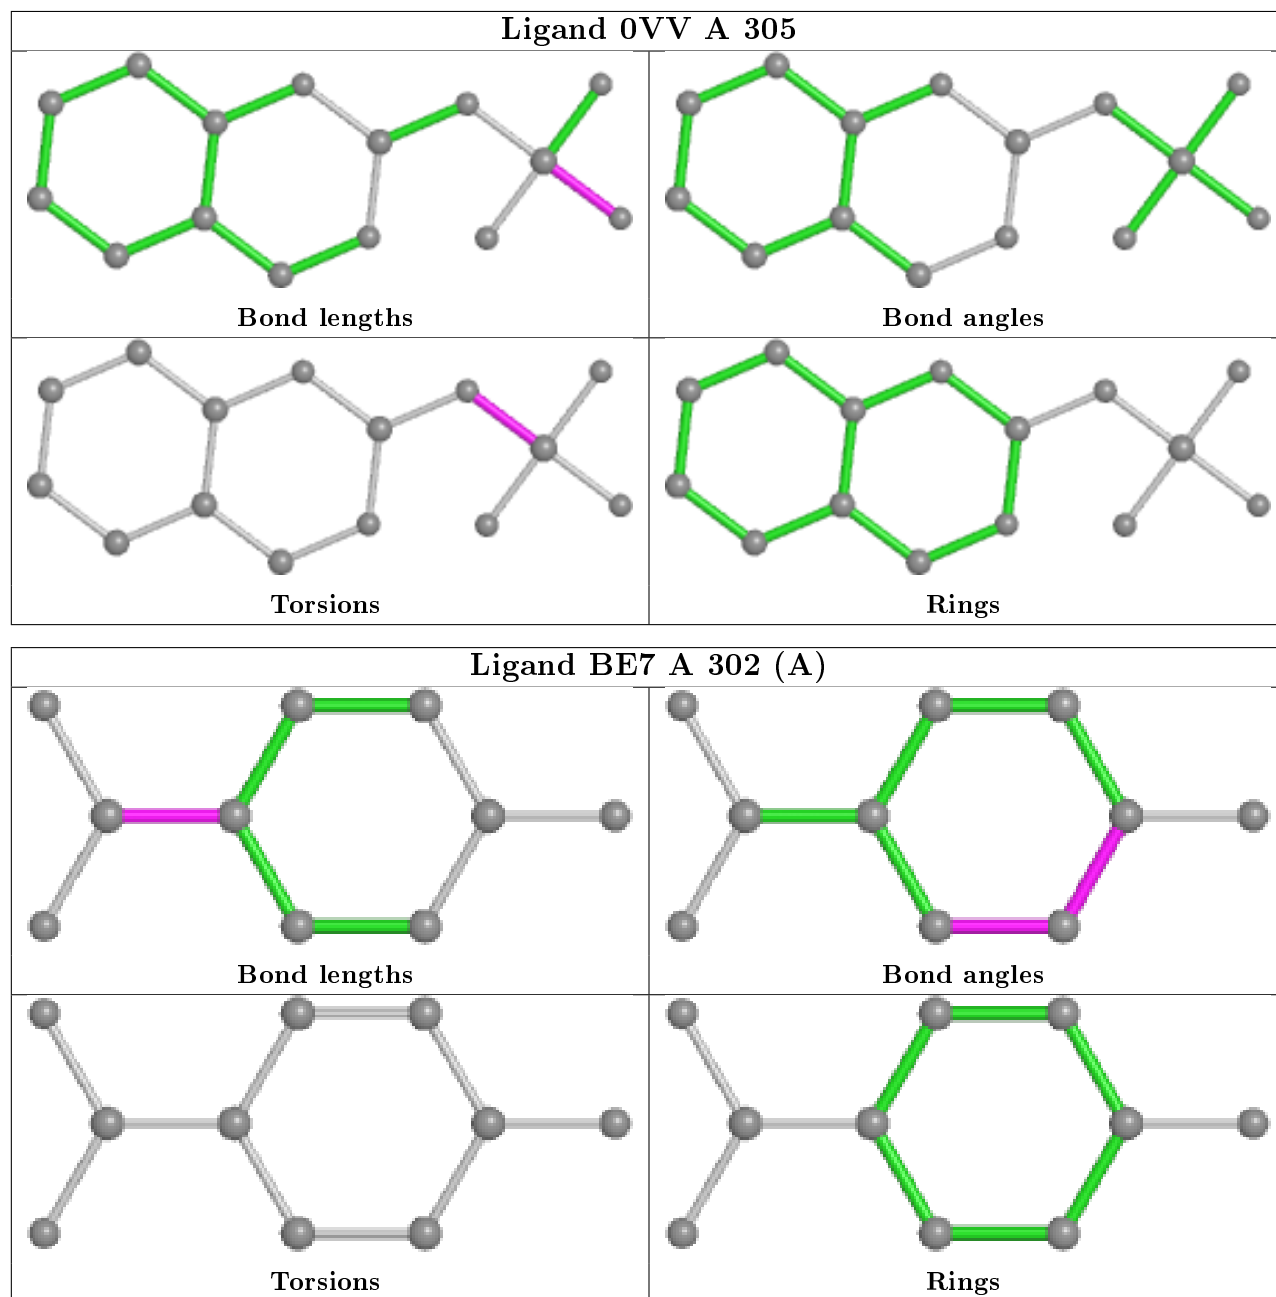 Ligand 0VV A 305
Bond lengths
Bond angles
Torsions
Rings
Ligand BE7 A 302 (A)
Bond lengths
Bond angles
Torsions
Rings